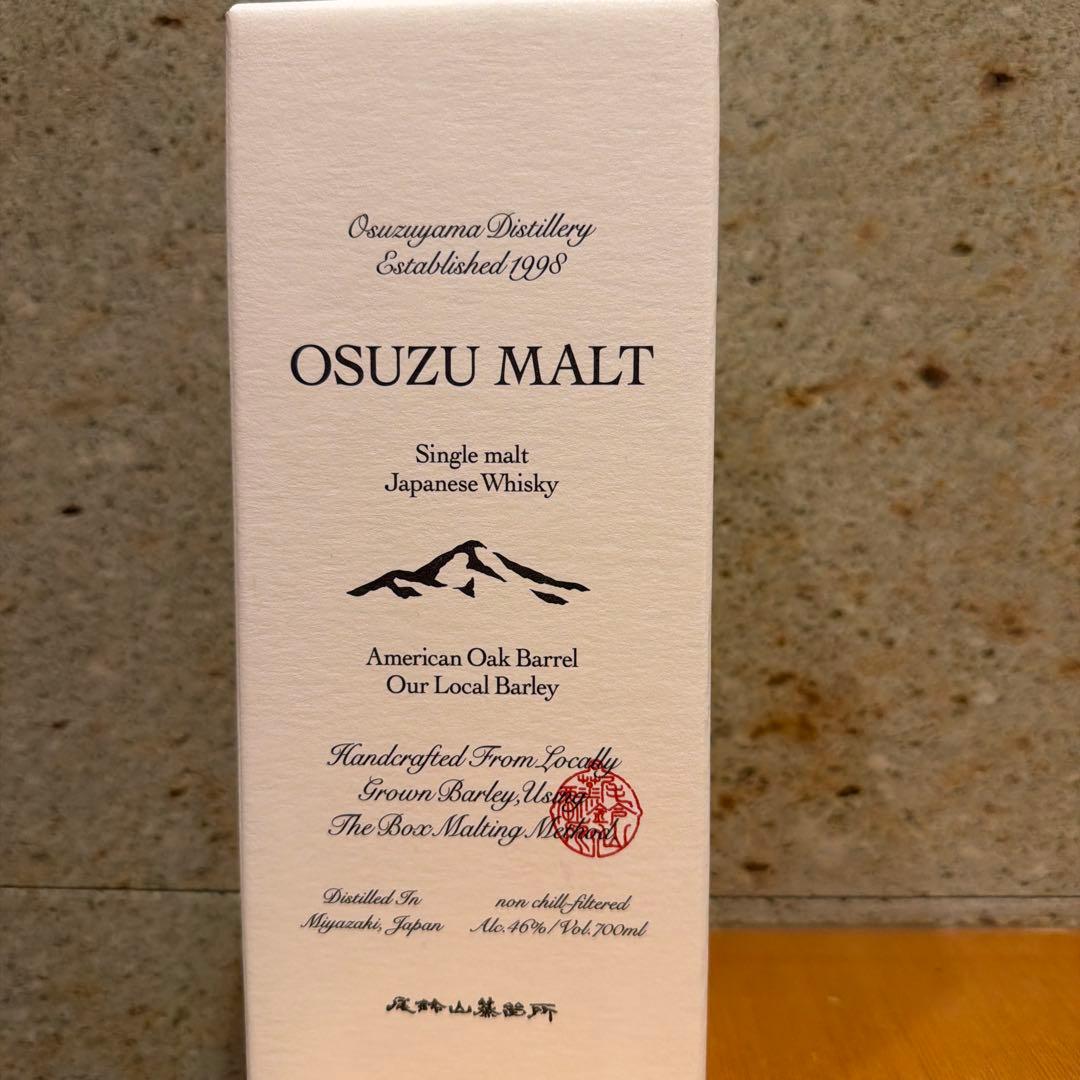 Osuzuyama Distillery
Established 1998
OSUZU MALT
Single malt
Japanese Whisky
American Oak Barrel
Our Local Barley
Handcrafted From Locally
Grown Barley, Using
The Box Malting Method
Distilled In
Miyazaki, Japan
non chill-filtered
Alc. 46% / Vol. 700ml
尾鈴山蒸留所